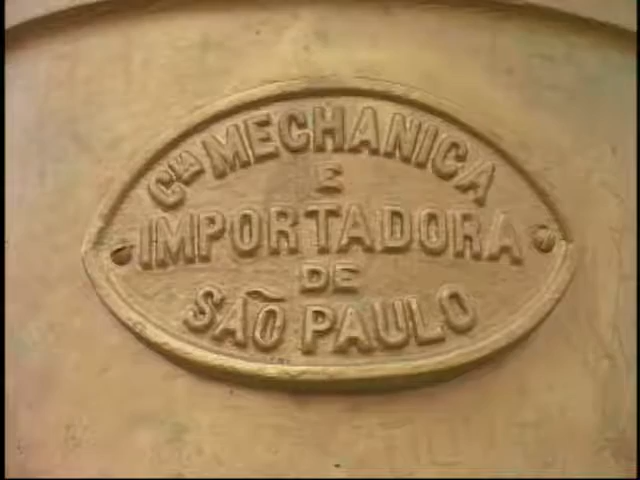 Cia MECHANICA
E
IMPORTADORA
DE
SÃO PAULO